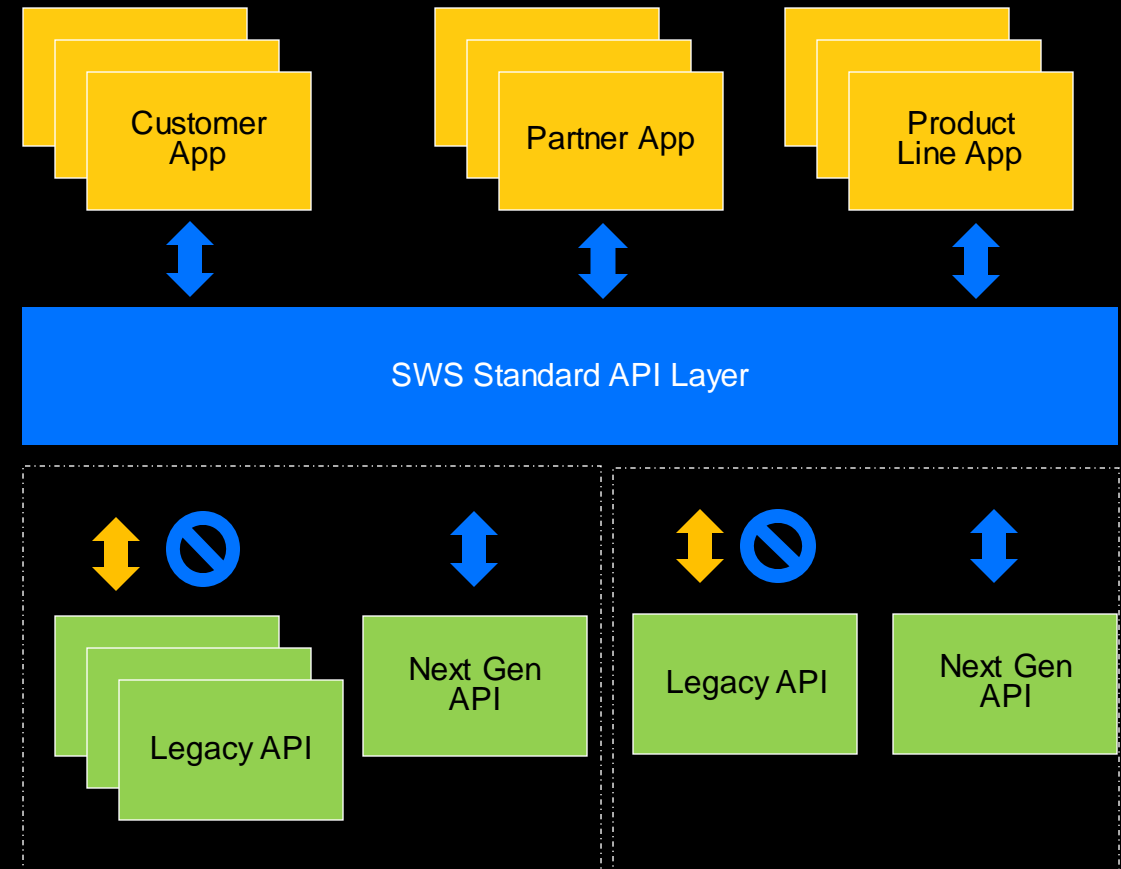 Customer
App
Partner App
Product
Line App
SWS Standard API Layer
Legacy API
Next Gen
API
Legacy API
Next Gen
API